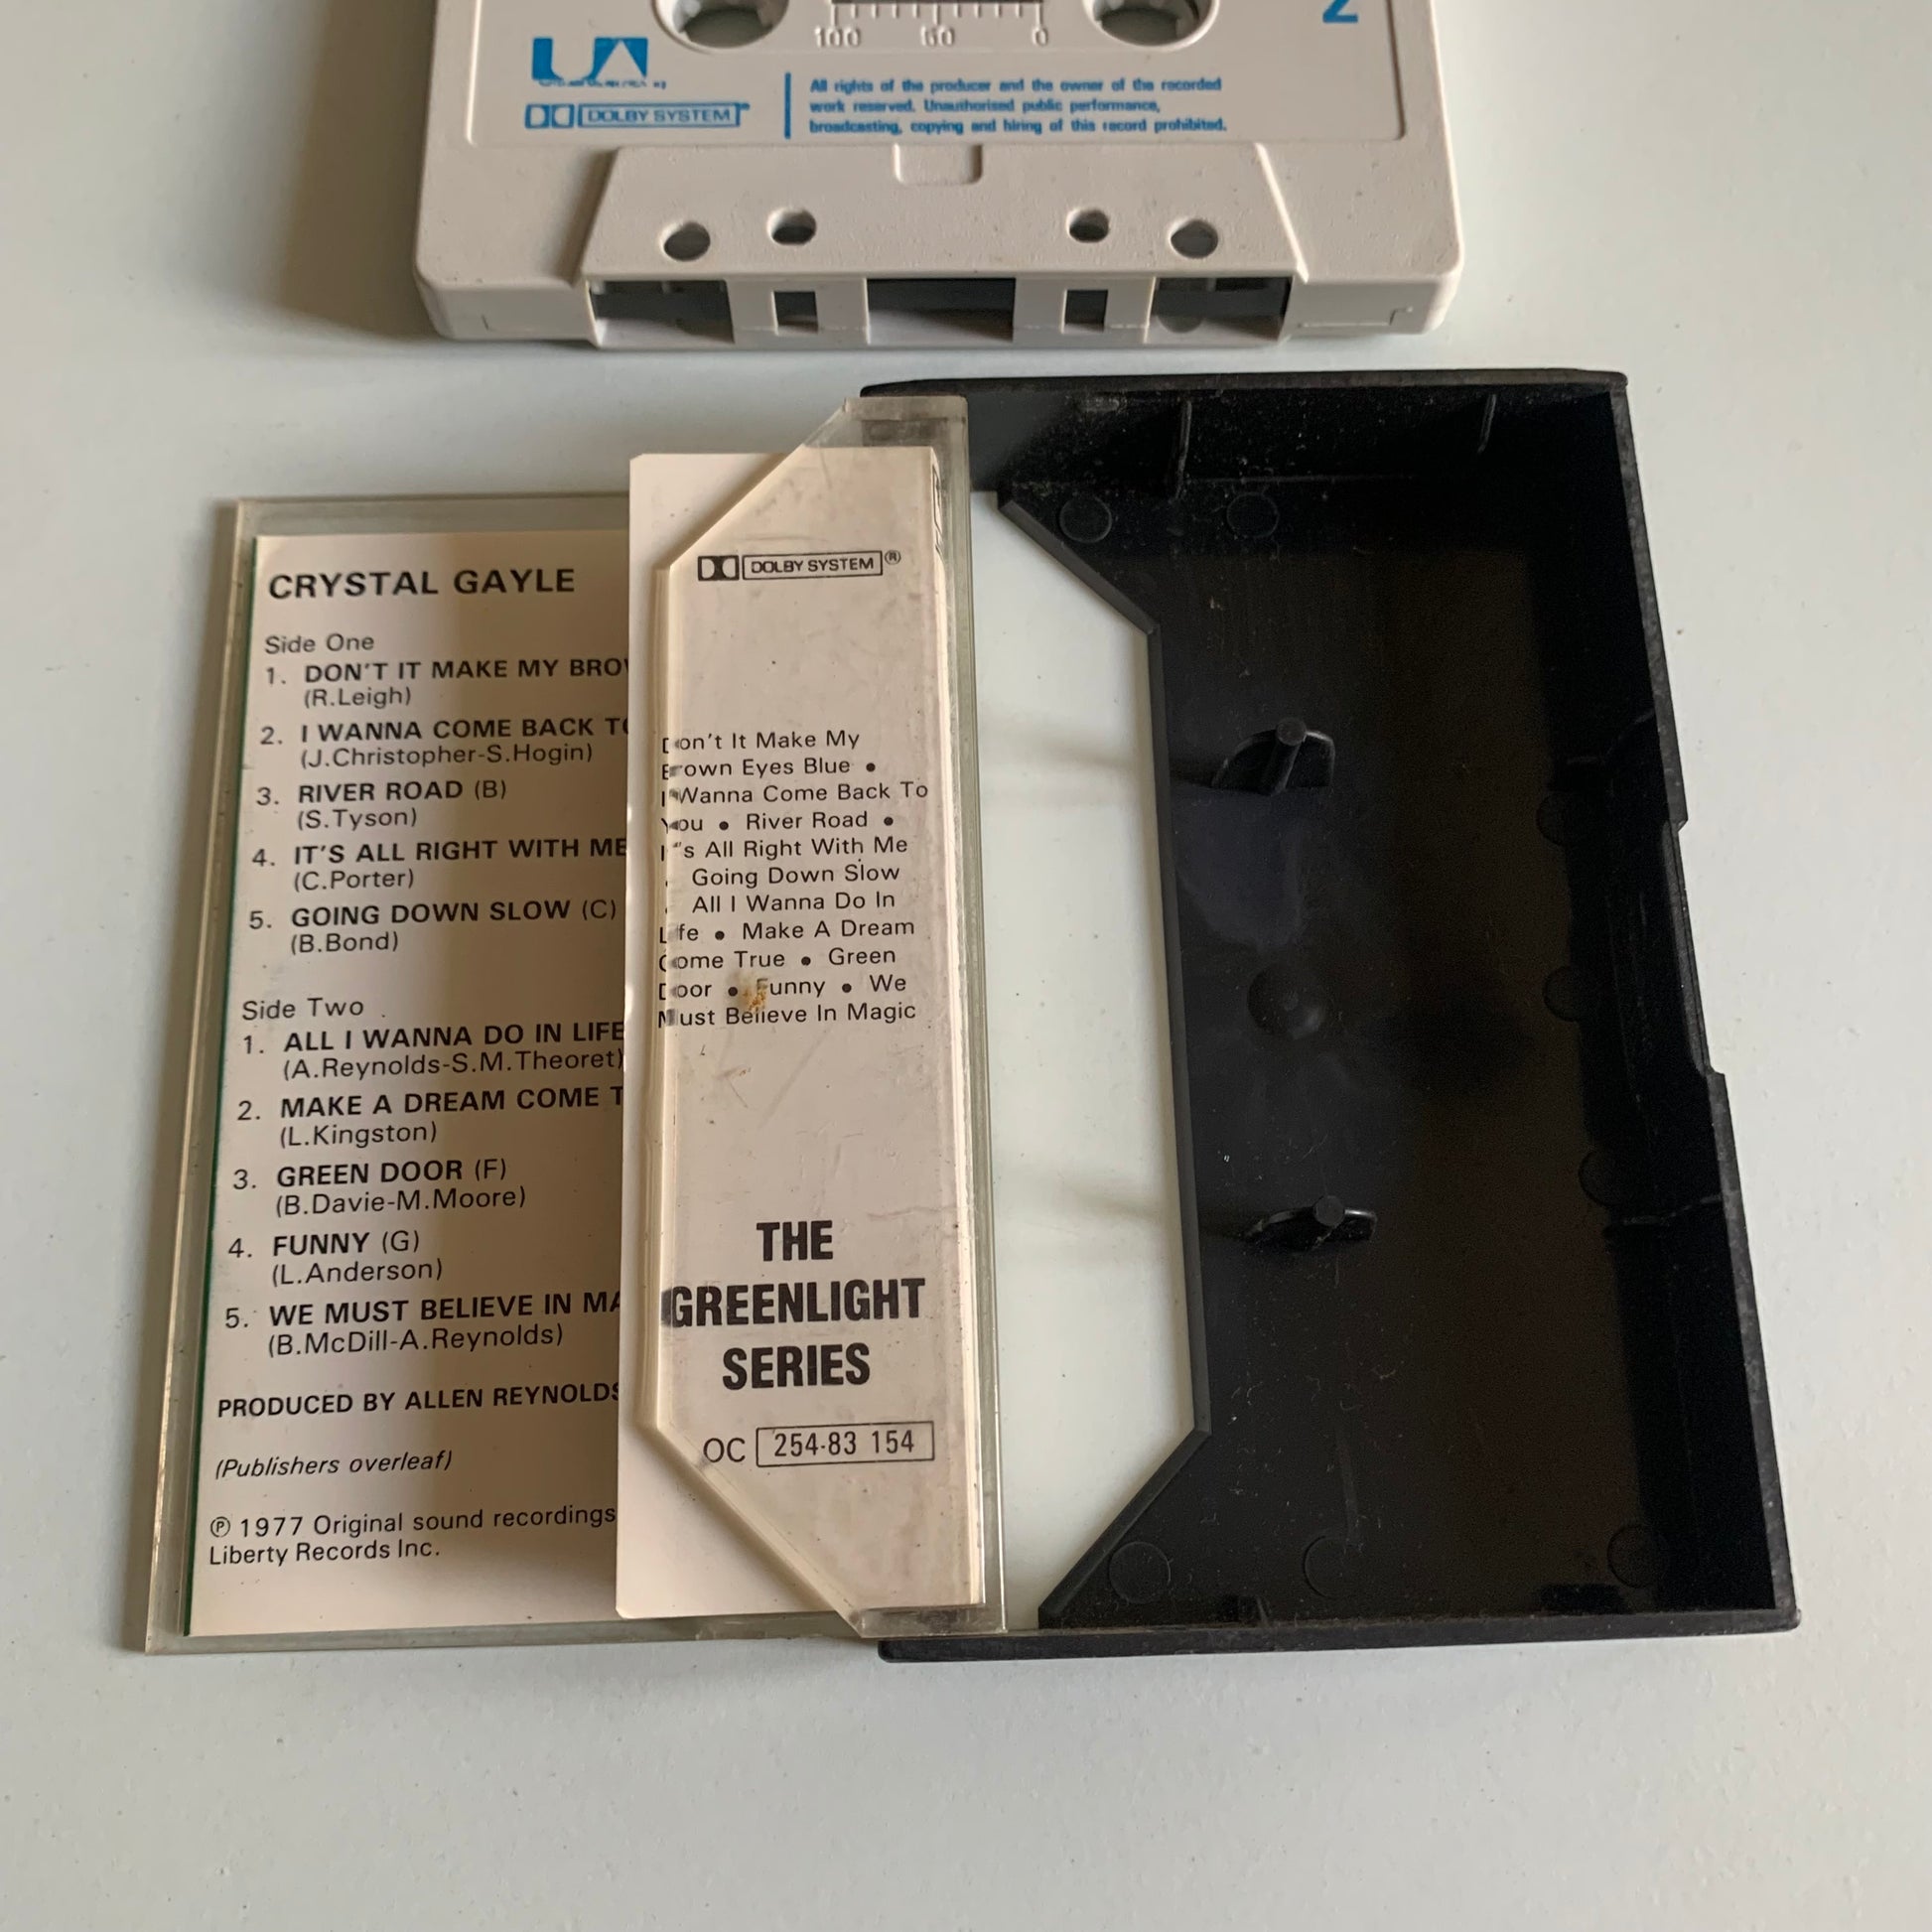 100 50 0
2
UA
DOLBY SYSTEM
All rights of the producer and the owner of the recorded
work reserved. Unauthorised public performance,
broadcasting, copying and hiring of this record prohibited.
CRYSTAL GAYLE
Side One
1. DON'T IT MAKE MY BRO
(R.Leigh)
2. I WANNA COME BACK TO
(J.Christopher-S.Hogin)
3. RIVER ROAD (B)
(S.Tyson)
4. IT'S ALL RIGHT WITH ME
(C.Porter)
5. GOING DOWN SLOW (C)
(B.Bond)
Side Two
1. ALL I WANNA DO IN LIFE
(A.Reynolds-S.M.Theoret)
2. MAKE A DREAM COME T
(L.Kingston)
3. GREEN DOOR (F)
(B.Davie-M.Moore)
4. FUNNY (G)
(L.Anderson)
5. WE MUST BELIEVE IN MA
(B.McDill-A.Reynolds)
PRODUCED BY ALLEN REYNOLDS
(Publishers overleaf)
℗ 1977 Original sound recordings
Liberty Records Inc.
DOLBY SYSTEM®
Don't It Make My
Brown Eyes Blue •
I Wanna Come Back To
You • River Road •
It's All Right With Me
• Going Down Slow
• All I Wanna Do In
Life • Make A Dream
Come True • Green
Door • Funny • We
Must Believe In Magic
THE
GREENLIGHT
SERIES
OC 254-83 154